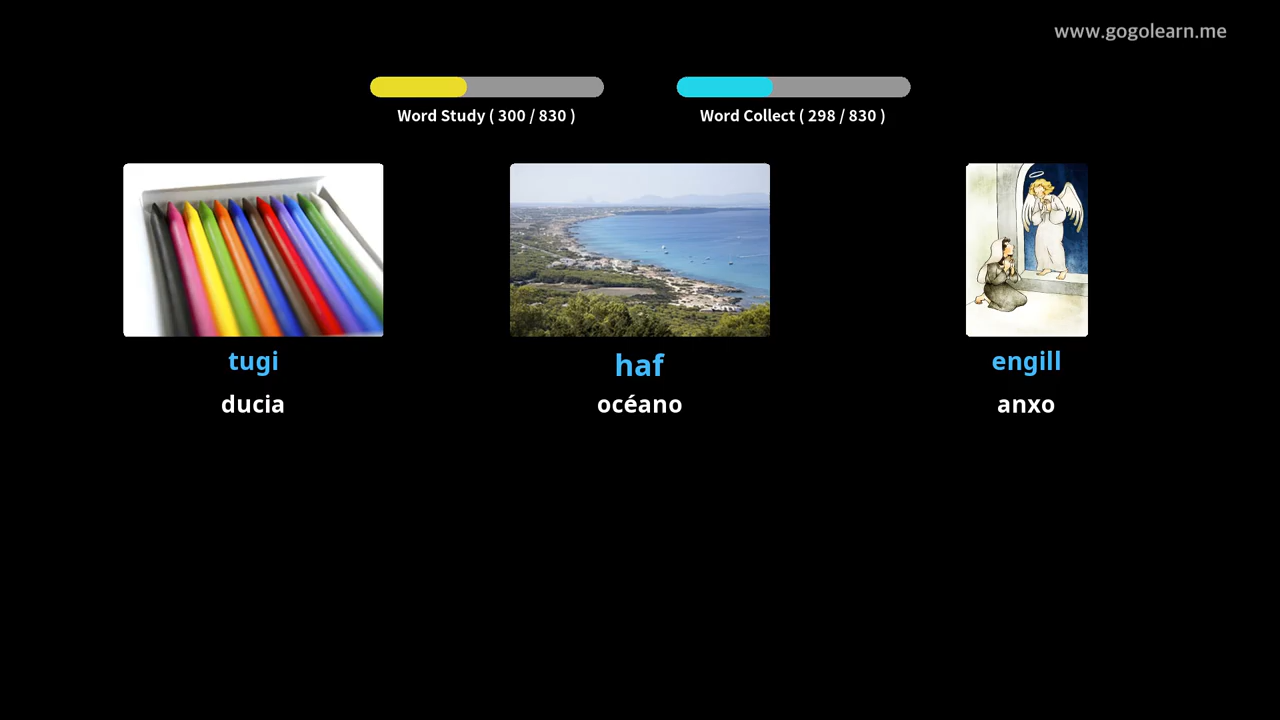 www.gogolearn.me
Word Study ( 300 / 830 )
Word Collect ( 298 / 830 )
tugi
haf
engill
ducia
océano
anxo